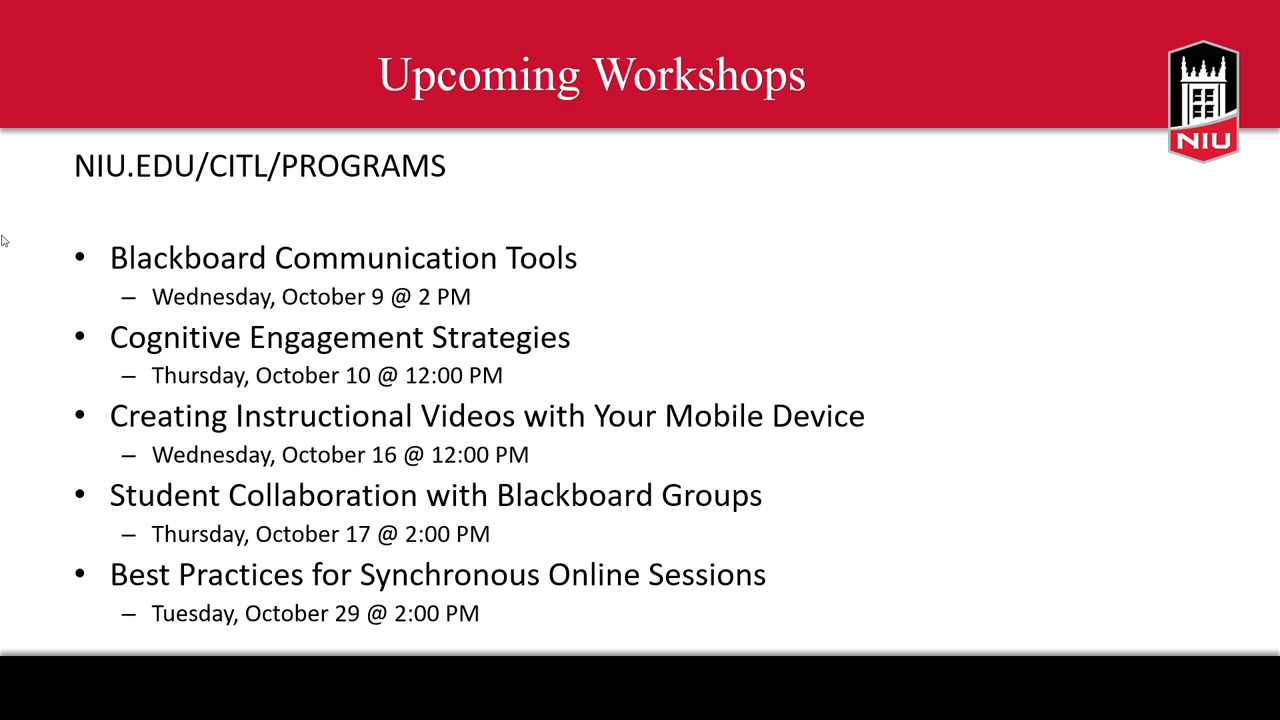 Upcoming Workshops
NIU
NIU.EDU/CITL/PROGRAMS
• Blackboard Communication Tools
– Wednesday, October 9 @ 2 PM
• Cognitive Engagement Strategies
– Thursday, October 10 @ 12:00 PM
• Creating Instructional Videos with Your Mobile Device
– Wednesday, October 16 @ 12:00 PM
• Student Collaboration with Blackboard Groups
– Thursday, October 17 @ 2:00 PM
• Best Practices for Synchronous Online Sessions
– Tuesday, October 29 @ 2:00 PM